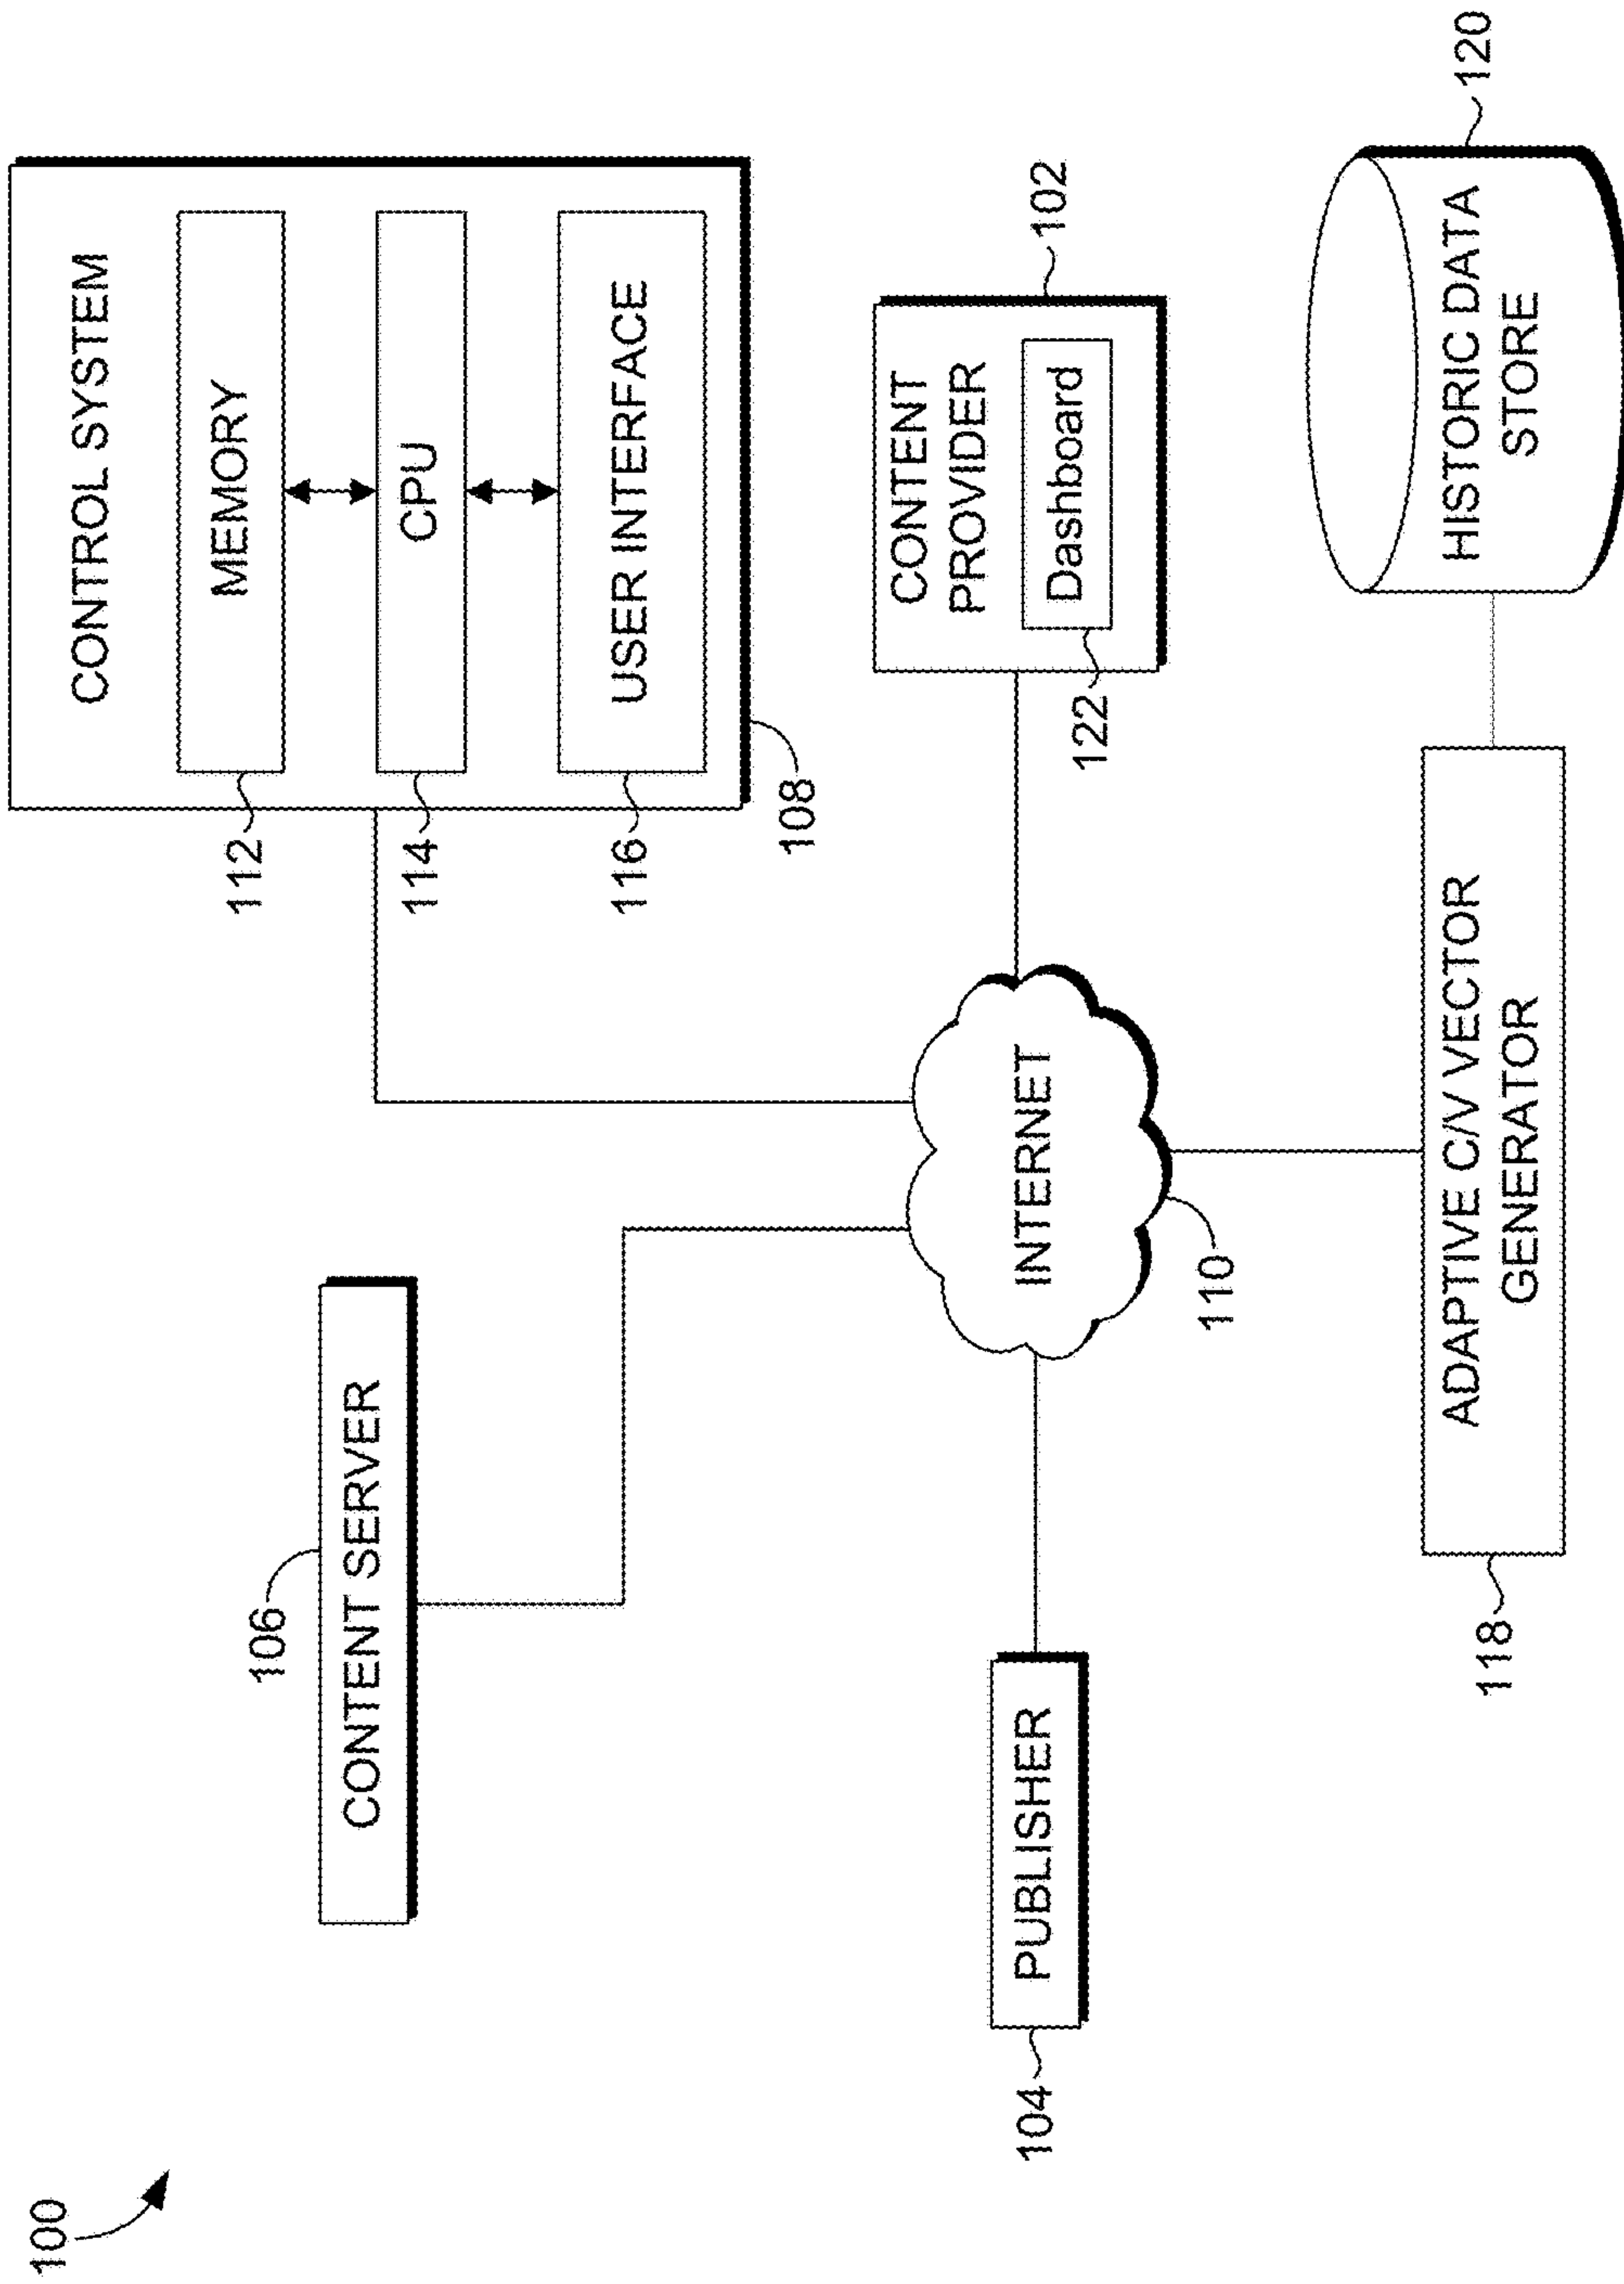 100
106
CONTENT SERVER
CONTROL SYSTEM
112
MEMORY
114
CPU
116
USER INTERFACE
108
104
PUBLISHER
INTERNET
110
CONTENT
PROVIDER
Dashboard
122
102
118
ADAPTIVE C/V VECTOR
GENERATOR
HISTORIC DATA
STORE
120